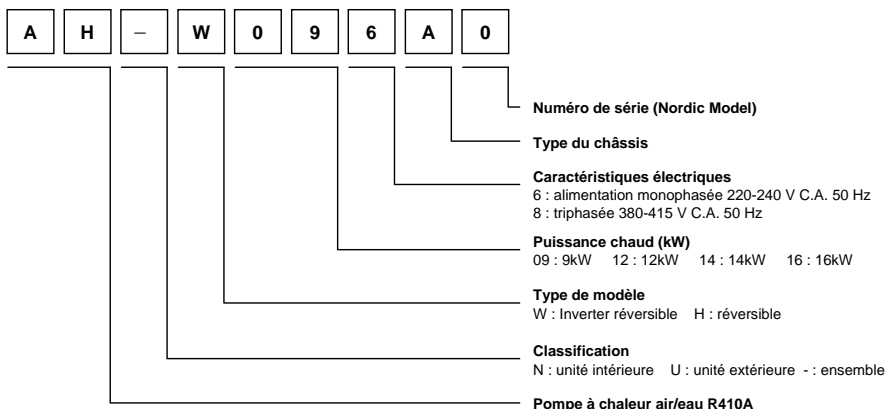 A H – W 0 9 6 A 0
Numéro de série (Nordic Model)
Type du châssis
Caractéristiques électriques
6 : alimentation monophasée 220-240 V C.A. 50 Hz
8 : triphasée 380-415 V C.A. 50 Hz
Puissance chaud (kW)
09 : 9kW 12 : 12kW 14 : 14kW 16 : 16kW
Type de modèle
W : Inverter réversible H : réversible
Classification
N : unité intérieure U : unité extérieure - : ensemble
Pompe à chaleur air/eau R410A